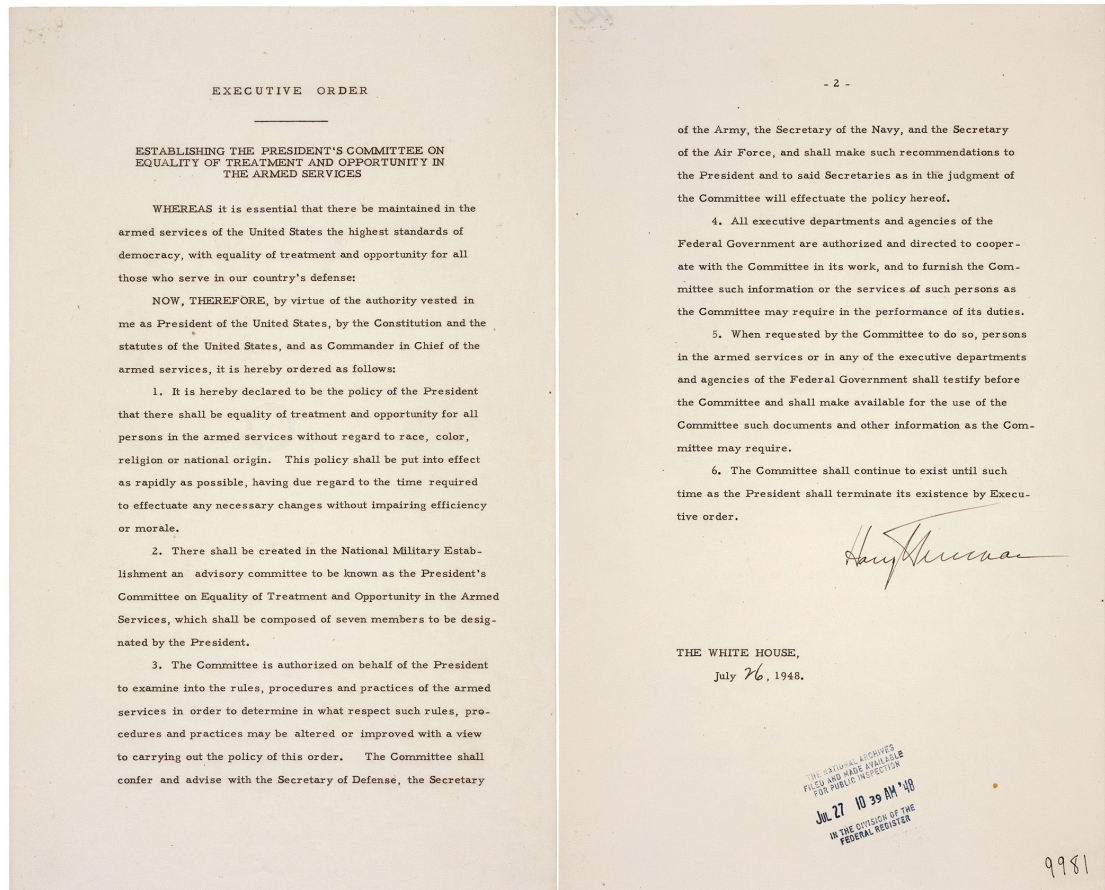 EXECUTIVE ORDER
ESTABLISHING THE PRESIDENT'S COMMITTEE ON
EQUALITY OF TREATMENT AND OPPORTUNITY IN
THE ARMED SERVICES
WHEREAS it is essential that there be maintained in the
armed services of the United States the highest standards of
democracy, with equality of treatment and opportunity for all
those who serve in our country's defense:
NOW, THEREFORE, by virtue of the authority vested in
me as President of the United States, by the Constitution and the
statutes of the United States, and as Commander in Chief of the
armed services, it is hereby ordered as follows:
1. It is hereby declared to be the policy of the President
that there shall be equality of treatment and opportunity for all
persons in the armed services without regard to race, color,
religion or national origin. This policy shall be put into effect
as rapidly as possible, having due regard to the time required
to effectuate any necessary changes without impairing efficiency
or morale.
2. There shall be created in the National Military Estab-
lishment an advisory committee to be known as the President's
Committee on Equality of Treatment and Opportunity in the Armed
Services, which shall be composed of seven members to be desig-
nated by the President.
3. The Committee is authorized on behalf of the President
to examine into the rules, procedures and practices of the armed
services in order to determine in what respect such rules, pro-
cedures and practices may be altered or improved with a view
to carrying out the policy of this order. The Committee shall
confer and advise with the Secretary of Defense, the Secretary
- 2 -
of the Army, the Secretary of the Navy, and the Secretary
of the Air Force, and shall make such recommendations to
the President and to said Secretaries as in the judgment of
the Committee will effectuate the policy hereof.
4. All executive departments and agencies of the
Federal Government are authorized and directed to cooper-
ate with the Committee in its work, and to furnish the Com-
mittee such information or the services of such persons as
the Committee may require in the performance of its duties.
5. When requested by the Committee to do so, persons
in the armed services or in any of the executive departments
and agencies of the Federal Government shall testify before
the Committee and shall make available for the use of the
Committee such documents and other information as the Com-
mittee may require.
6. The Committee shall continue to exist until such
time as the President shall terminate its existence by Execu-
tive order.
Harry Truman
THE WHITE HOUSE,
July 26, 1948.
THE NATIONAL ARCHIVES
FILED AND MADE AVAILABLE
FOR PUBLIC INSPECTION
JUL 27 10 39 AM '48
IN THE DIVISION OF THE
FEDERAL REGISTER
9981